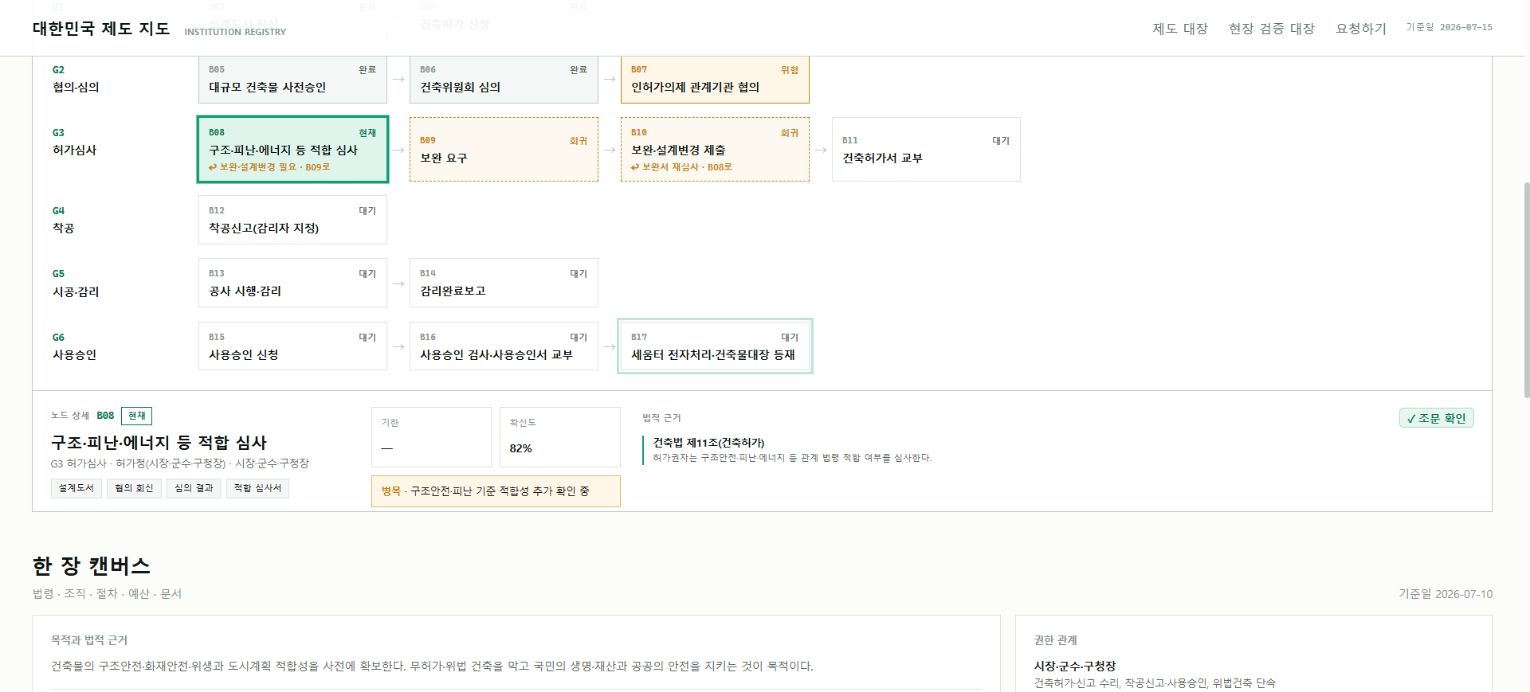 대한민국 제도 지도 INSTITUTION REGISTRY
제도 대장 현장 검증 대장 요청하기 기준일 2026-07-15
G2
협의·심의
B05 완료
대규모 건축물 사전승인
→
B06 완료
건축위원회 심의
→
B07 위험
인허가의제 관계기관 협의
G3
허가심사
B08 현재
구조·피난·에너지 등 적합 심사
↩ 보완·설계변경 필요 · B09로
→
B09 회귀
보완 요구
→
B10 회귀
보완·설계변경 제출
↩ 보완서 재심사 · B08로
→
B11 대기
건축허가서 교부
G4
착공
B12 대기
착공신고(감리자 지정)
G5
시공·감리
B13 대기
공사 시행·감리
→
B14 대기
감리완료보고
G6
사용승인
B15 대기
사용승인 신청
→
B16 대기
사용승인 검사·사용승인서 교부
→
B17 대기
세움터 전자처리·건축물대장 등재
노드 상세 B08 현재
구조·피난·에너지 등 적합 심사
G3 허가심사 · 허가청(시장·군수·구청장) · 시장·군수·구청장
설계도서 협의 회신 심의 결과 적합 심사서
기한
—
확신도
82%
병목 · 구조안전·피난 기준 적합성 추가 확인 중
법적 근거
건축법 제11조(건축허가)
허가권자는 구조안전·피난·에너지 등 관계 법령 적합 여부를 심사한다.
✓ 조문 확인
한 장 캔버스
법령 · 조직 · 절차 · 예산 · 문서
기준일 2026-07-10
목적과 법적 근거
건축물의 구조안전·화재안전·위생과 도시계획 적합성을 사전에 확보한다. 무허가·위법 건축을 막고 국민의 생명·재산과 공공의 안전을 지키는 것이 목적이다.
권한 관계
시장·군수·구청장
건축허가·신고 수리, 착공신고·사용승인, 위법건축 단속